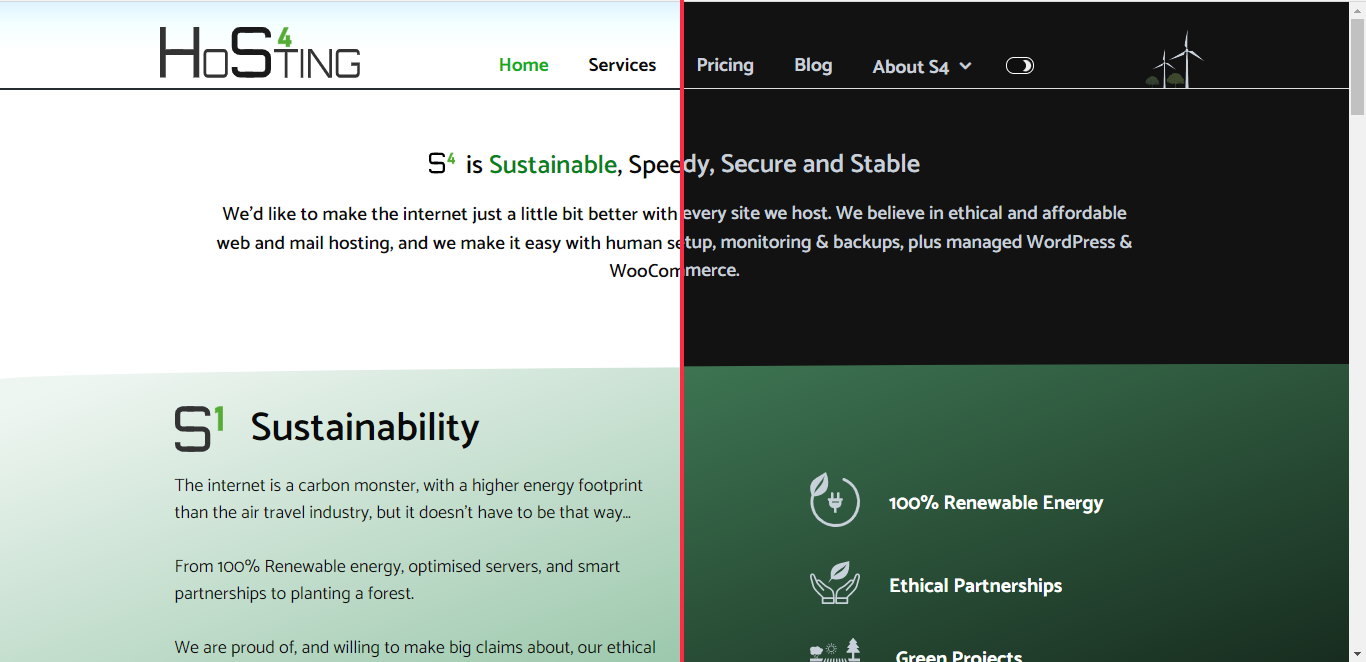 HoS4TING
Home Services Pricing Blog About S4
S4 is Sustainable, Speedy, Secure and Stable
We'd like to make the internet just a little bit better with every site we host. We believe in ethical and affordable
web and mail hosting, and we make it easy with human setup, monitoring & backups, plus managed WordPress &
WooCommerce.
S1 Sustainability
The internet is a carbon monster, with a higher energy footprint
than the air travel industry, but it doesn't have to be that way...
From 100% Renewable energy, optimised servers, and smart
partnerships to planting a forest.
We are proud of, and willing to make big claims about, our ethical
100% Renewable Energy
Ethical Partnerships
Green Projects